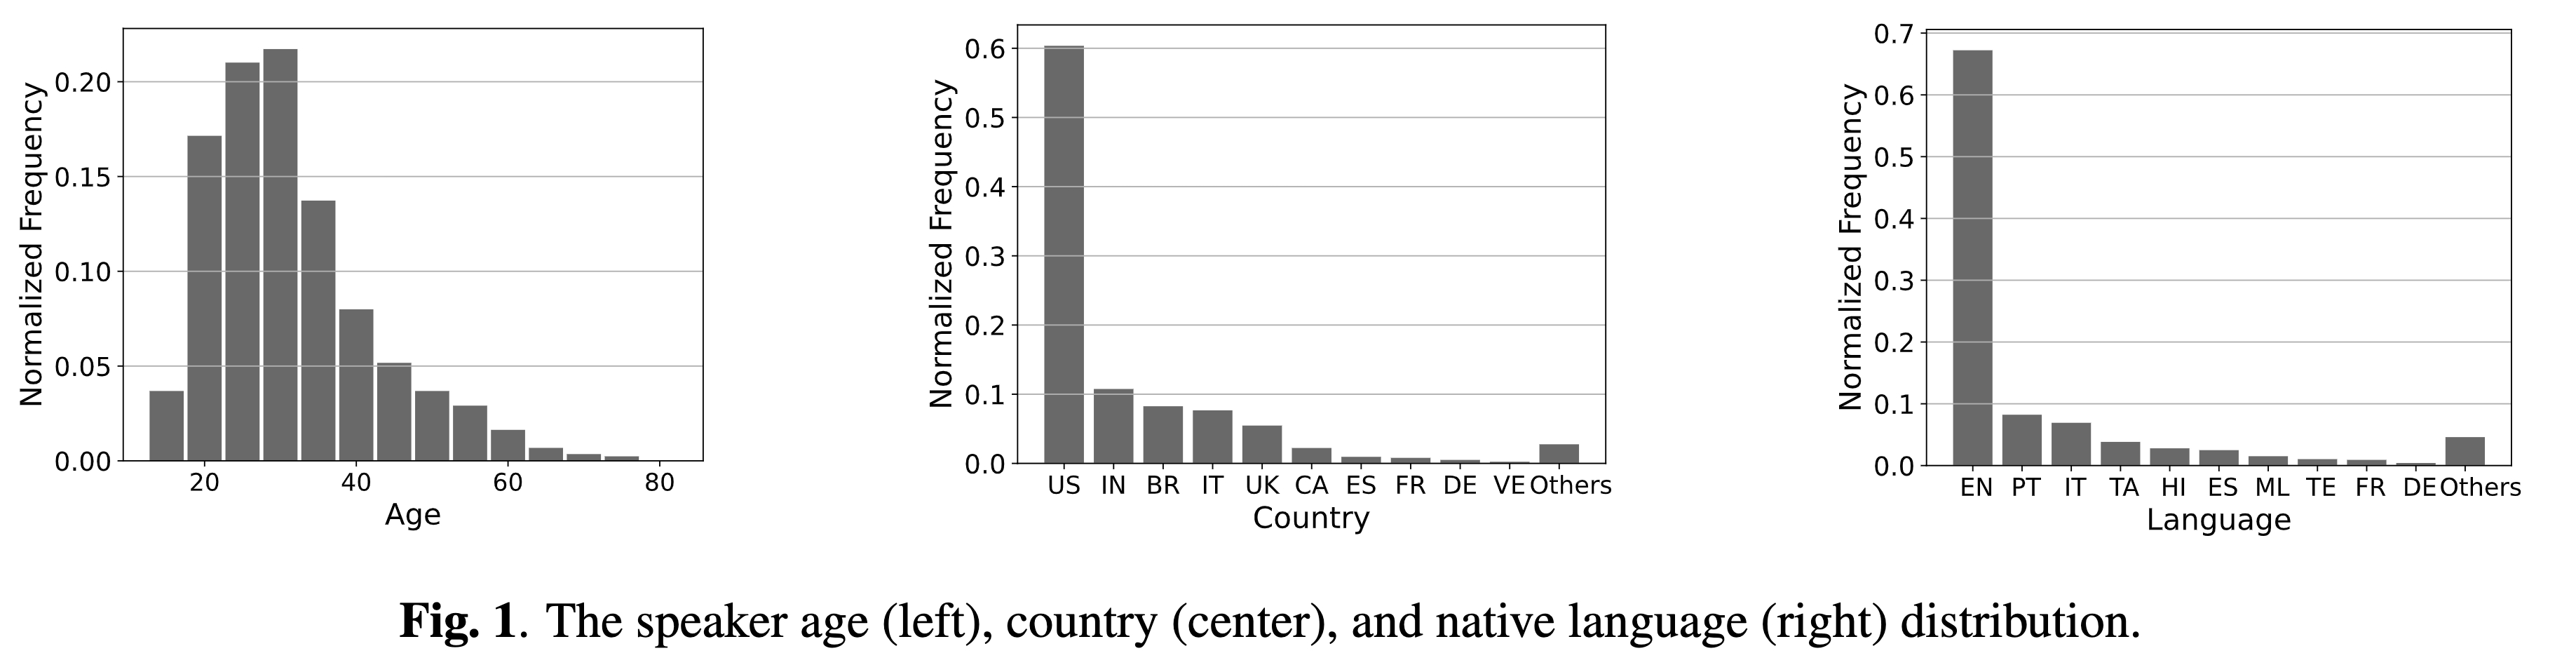 Normalized Frequency
0.20
0.15
0.10
0.05
0.00
20 40 60 80
Age
Normalized Frequency
0.6
0.5
0.4
0.3
0.2
0.1
0.0
US IN BR IT UK CA ES FR DE VE Others
Country
Normalized Frequency
0.7
0.6
0.5
0.4
0.3
0.2
0.1
0.0
EN PT IT TA HI ES ML TE FR DE Others
Language
Fig. 1. The speaker age (left), country (center), and native language (right) distribution.